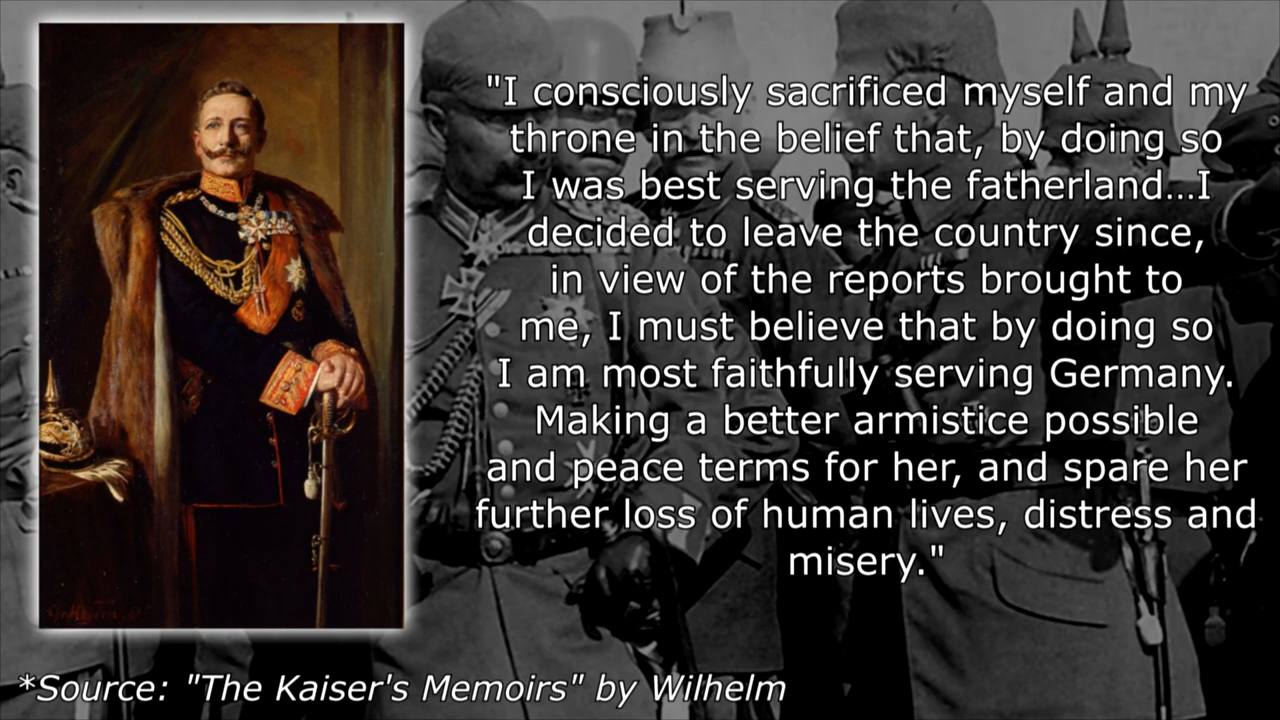 "I consciously sacrificed myself and my
throne in the belief that, by doing so
I was best serving the fatherland...I
decided to leave the country since,
in view of the reports brought to
me, I must believe that by doing so
I am most faithfully serving Germany.
Making a better armistice possible
and peace terms for her, and spare her
further loss of human lives, distress and
misery."
*Source: "The Kaiser's Memoirs" by Wilhelm